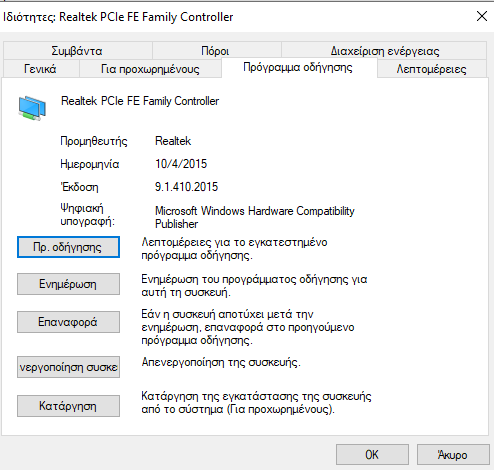 Ιδιότητες: Realtek PCIe FE Family Controller
Συμβάντα Πόροι Διαχείριση ενέργειας
Γενικά Για προχωρημένους Πρόγραμμα οδήγησης Λεπτομέρειες
Realtek PCIe FE Family Controller
Προμηθευτής Realtek
Ημερομηνία 10/4/2015
Έκδοση 9.1.410.2015
Ψηφιακή
υπογραφή:
Microsoft Windows Hardware Compatibility
Publisher
Πρ. οδήγησης
Λεπτομέρειες για το εγκατεστημένο
πρόγραμμα οδήγησης.
Ενημέρωση
Ενημέρωση του προγράμματος οδήγησης για
αυτή τη συσκευή.
Επαναφορά
Εάν η συσκευή αποτύχει μετά την
ενημέρωση, επαναφορά στο προηγούμενο
πρόγραμμα οδήγησης.
νεργοποίηση συσκε
Απενεργοποίηση της συσκευής.
Κατάργηση
Κατάργηση της εγκατάστασης της συσκευής
από το σύστημα (Για προχωρημένους).
OK Άκυρο